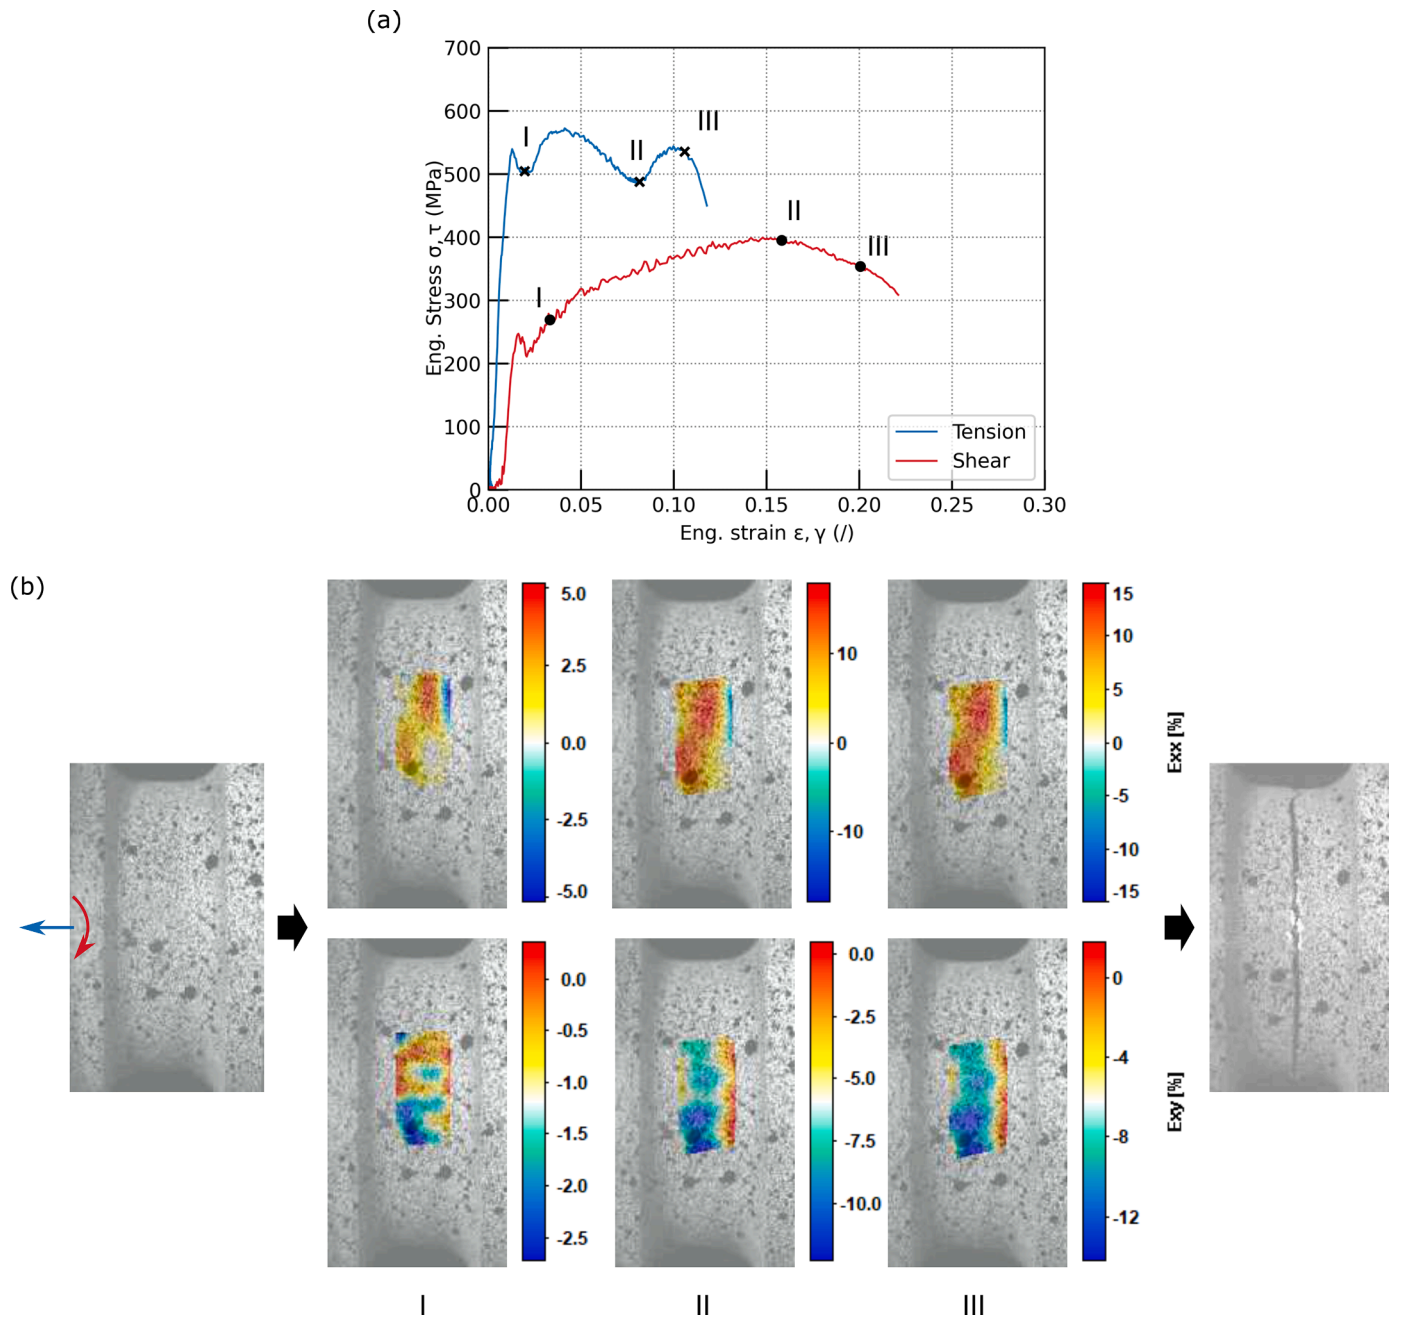 (a)
700
600
500
400
300
200
100
0
Eng. Stress σ, τ (MPa)
I
II
III
I
II
III
Tension
Shear
0.00 0.05 0.10 0.15 0.20 0.25 0.30
Eng. strain ε, γ (/)
(b)
5.0
2.5
0.0
-2.5
-5.0
10
0
-10
15
10
5
0
-5
-10
-15
Exx [%]
0.0
-0.5
-1.0
-1.5
-2.0
-2.5
0.0
-2.5
-5.0
-7.5
-10.0
0
-4
-8
-12
Exy [%]
I II III